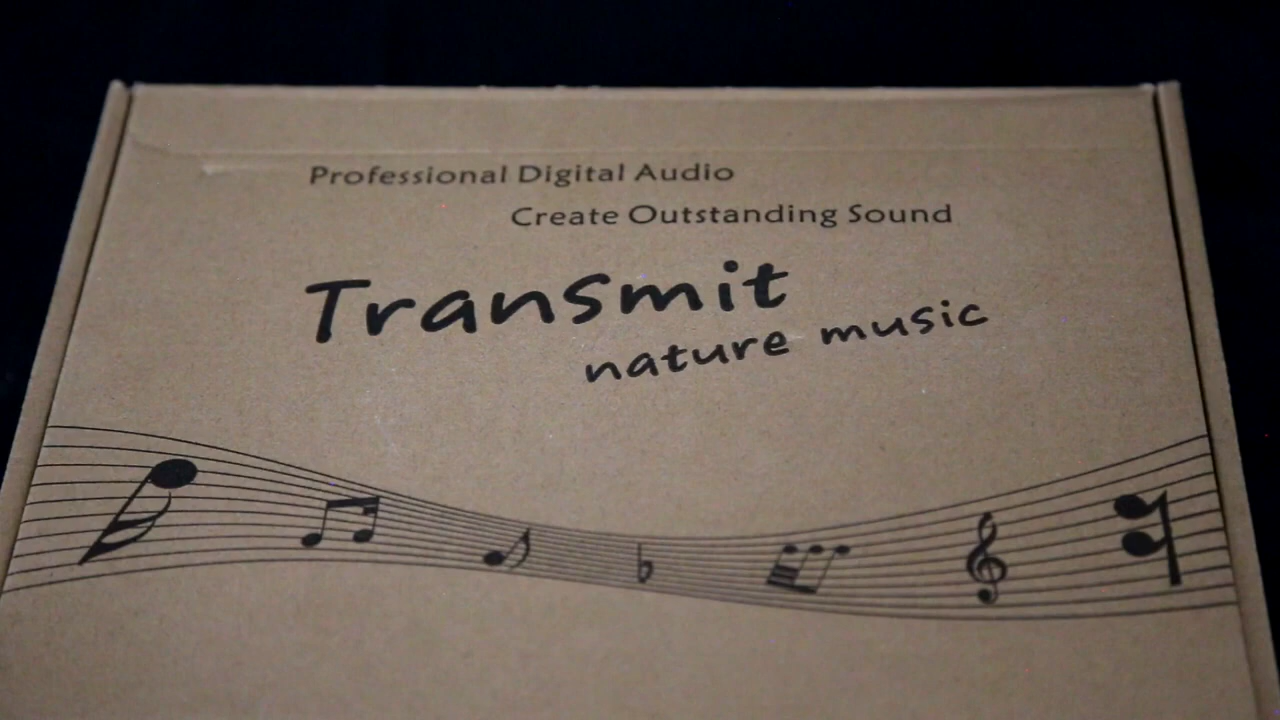 Professional Digital Audio
Create Outstanding Sound
Transmit
nature music